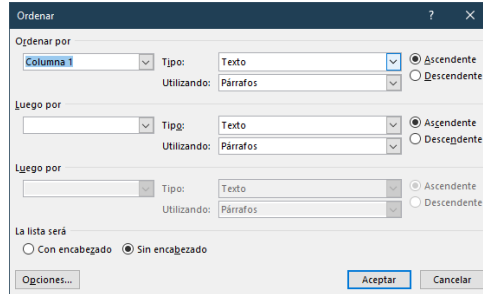 Ordenar ?
Ordenar por
Columna 1 Tipo: Texto Ascendente
Utilizando: Párrafos Descendente
Luego por
Tipo: Texto Ascendente
Utilizando: Párrafos Descendente
Luego por
Tipo: Texto Ascendente
Utilizando: Párrafos Descendente
La lista será
Con encabezado Sin encabezado
Opciones... Aceptar Cancelar